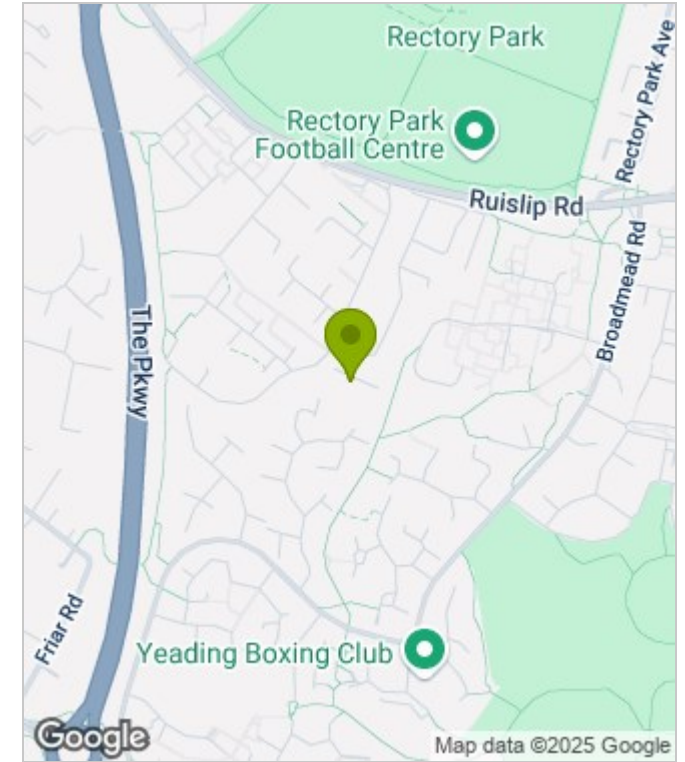 Rectory Park
Rectory Park
Football Centre
Rectory Park Ave
Ruislip Rd
Broadmead Rd
The Pkwy
Friar Rd
Yeading Boxing Club
Google
Map data ©2025 Google